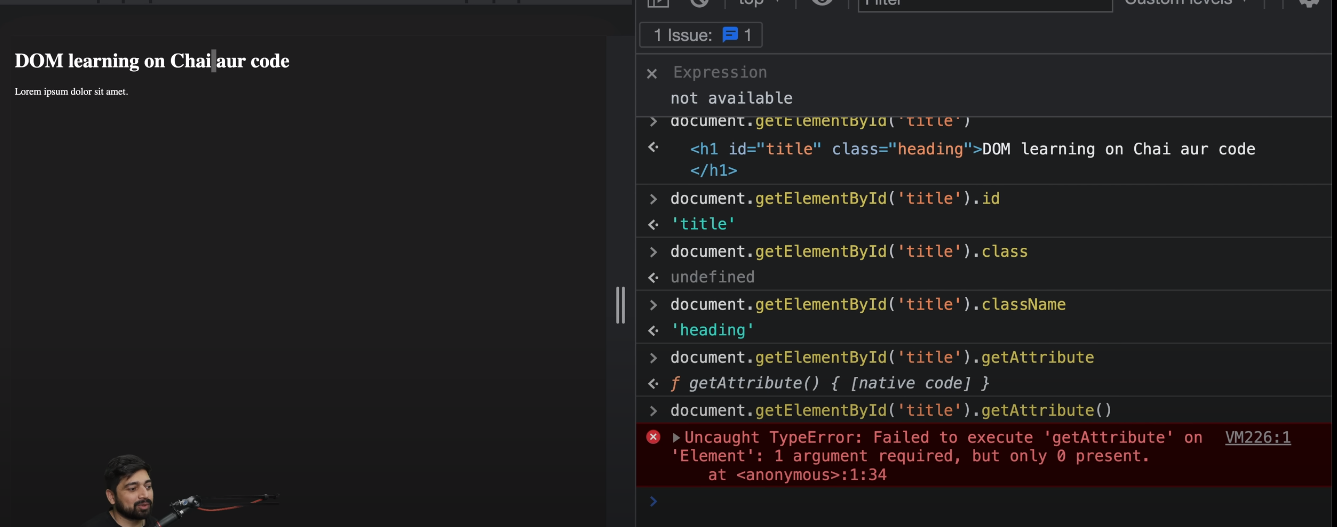 top
Filter
Custom levels
1 Issue: 1
DOM learning on Chai aur code
Lorem ipsum dolor sit amet.
× Expression
not available
> document.getElementById('title')
<h1 id="title" class="heading">DOM learning on Chai aur code
</h1>
> document.getElementById('title').id
'title'
> document.getElementById('title').class
undefined
> document.getElementById('title').className
'heading'
> document.getElementById('title').getAttribute
ƒ getAttribute() { [native code] }
> document.getElementById('title').getAttribute()
Uncaught TypeError: Failed to execute 'getAttribute' on VM226:1
'Element': 1 argument required, but only 0 present.
at <anonymous>:1:34
>